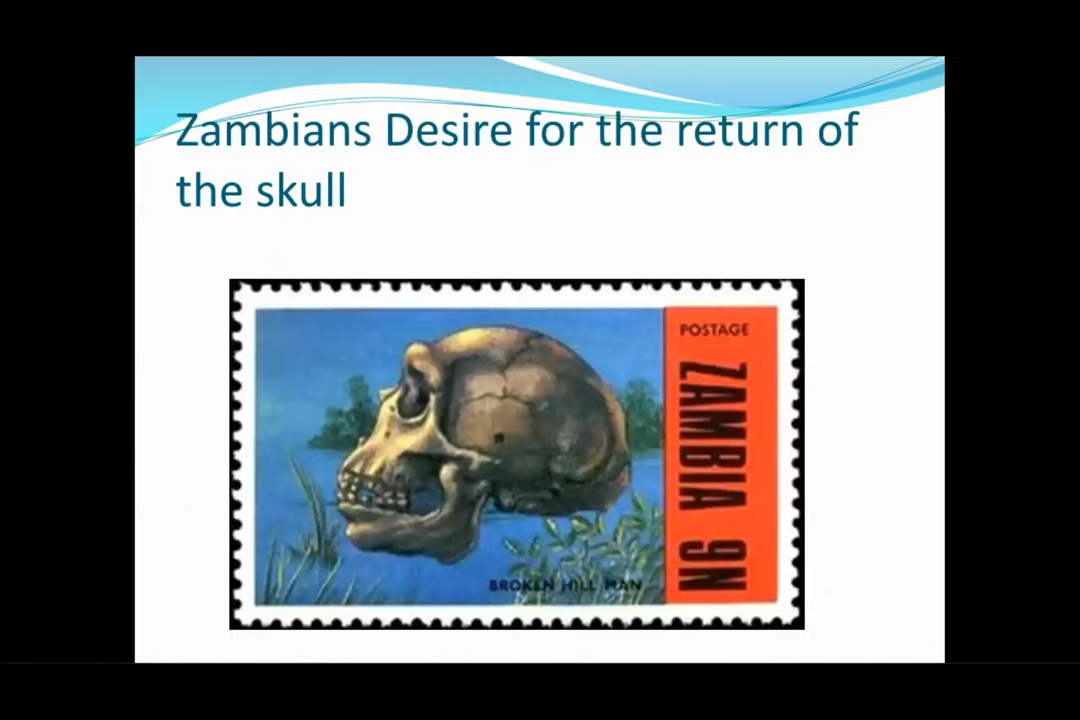 Zambians Desire for the return of
the skull
POSTAGE
ZAMBIA 9N
BROKEN HILL MAN